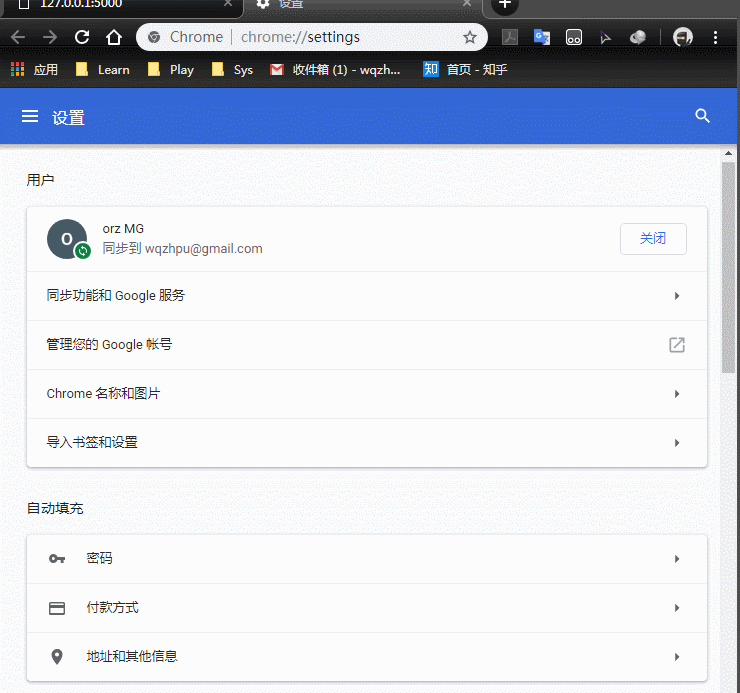 127.0.0.1:5000
设置
Chrome | chrome://settings
应用 Learn Play Sys 收件箱 (1) - wqzh... 知 首页 - 知乎
设置
用户
O
orz MG
同步到 wqzhpu@gmail.com
关闭
同步功能和 Google 服务
管理您的 Google 帐号
Chrome 名称和图片
导入书签和设置
自动填充
密码
付款方式
地址和其他信息